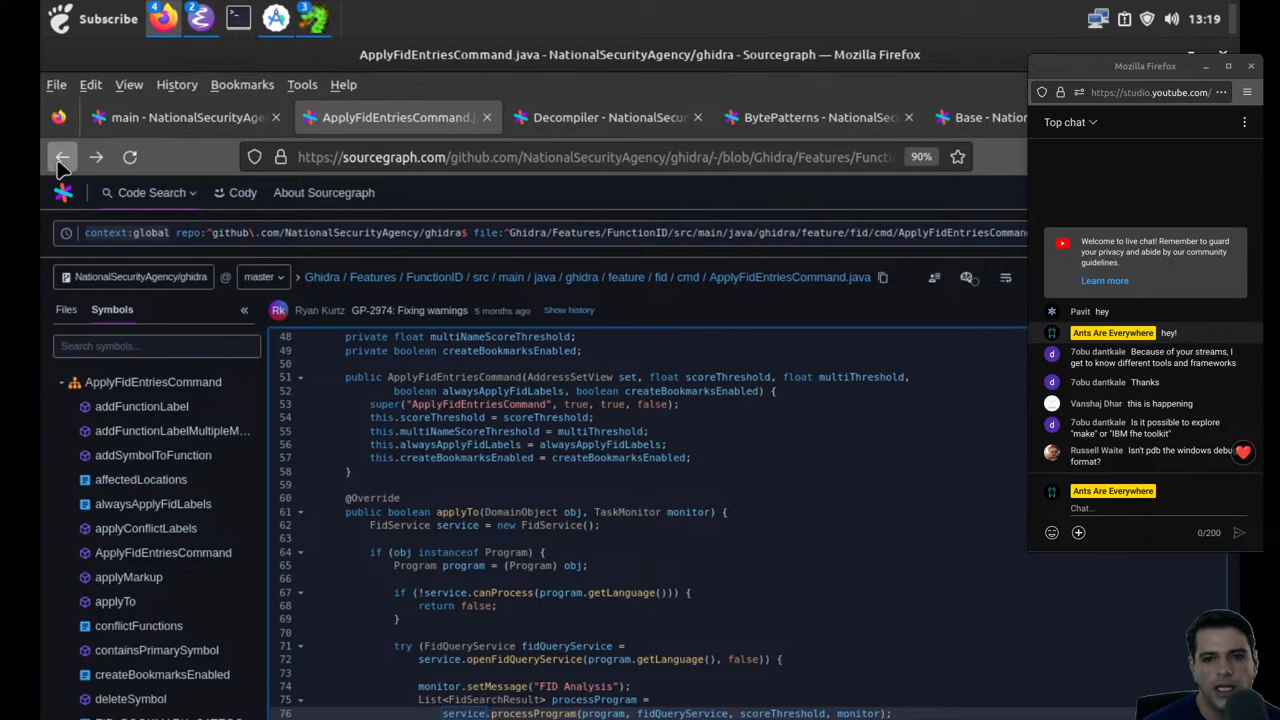 Subscribe
4
2
3
13:19
ApplyFidEntriesCommand.java - NationalSecurityAgency/ghidra - Sourcegraph — Mozilla Firefox
File Edit View History Bookmarks Tools Help
main - NationalSecurityAge
ApplyFidEntriesCommand.
Decompiler - NationalSecur
BytePatterns - NationalSec
Base - Nation
https://sourcegraph.com/github.com/NationalSecurityAgency/ghidra/-/blob/Ghidra/Features/Functi
90%
Code Search
Cody
About Sourcegraph
context:global repo:^github\.com/NationalSecurityAgency/ghidra$ file:^Ghidra/Features/FunctionID/src/main/java/ghidra/feature/fid/cmd/ApplyFidEntriesComman
NationalSecurityAgency/ghidra @ master
Ghidra / Features / FunctionID / src / main / java / ghidra / feature / fid / cmd / ApplyFidEntriesCommand.java
Files
Symbols
Rk Ryan Kurtz GP-2974: Fixing warnings 5 months ago Show history
Search symbols...
ApplyFidEntriesCommand
addFunctionLabel
addFunctionLabelMultipleM...
addSymbolToFunction
affectedLocations
alwaysApplyFidLabels
applyConflictLabels
ApplyFidEntriesCommand
applyMarkup
applyTo
conflictFunctions
containsPrimarySymbol
createBookmarksEnabled
deleteSymbol
48 private float multiNameScoreThreshold;
49 private boolean createBookmarksEnabled;
50
51 public ApplyFidEntriesCommand(AddressSetView set, float scoreThreshold, float multiThreshold,
52 boolean alwaysApplyFidLabels, boolean createBookmarksEnabled) {
53 super("ApplyFidEntriesCommand", true, true, false);
54 this.scoreThreshold = scoreThreshold;
55 this.multiNameScoreThreshold = multiThreshold;
56 this.alwaysApplyFidLabels = alwaysApplyFidLabels;
57 this.createBookmarksEnabled = createBookmarksEnabled;
58 }
59
60 @Override
61 public boolean applyTo(DomainObject obj, TaskMonitor monitor) {
62 FidService service = new FidService();
63
64 if (obj instanceof Program) {
65 Program program = (Program) obj;
66
67 if (!service.canProcess(program.getLanguage())) {
68 return false;
69 }
70
71 try (FidQueryService fidQueryService =
72 service.openFidQueryService(program.getLanguage(), false)) {
73
74 monitor.setMessage("FID Analysis");
75 List<FidSearchResult> processProgram =
76 service.processProgram(program, fidQueryService, scoreThreshold, monitor);
Mozilla Firefox
https://studio.youtube.com/
Top chat
Welcome to live chat! Remember to guard
your privacy and abide by our community
guidelines.
Learn more
Pavit hey
Ants Are Everywhere hey!
7obu dantkale Because of your streams, I
get to know different tools and frameworks
7obu dantkale Thanks
Vanshaj Dhar this is happening
7obu dantkale Is it possible to explore
"make" or "IBM fhe toolkit"
Russell Waite Isn't pdb the windows debu
format?
Ants Are Everywhere
Chat...
0/200